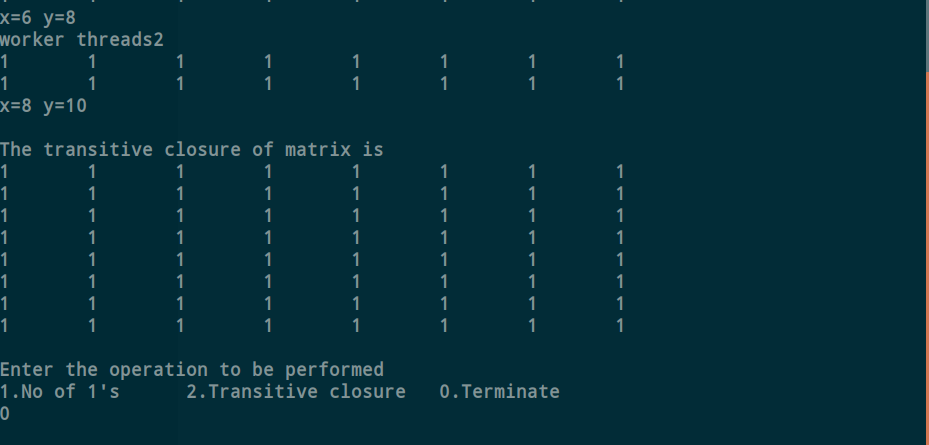 x=6 y=8
worker threads2
1 1 1 1 1 1 1 1
1 1 1 1 1 1 1 1
x=8 y=10
The transitive closure of matrix is
1 1 1 1 1 1 1 1
1 1 1 1 1 1 1 1
1 1 1 1 1 1 1 1
1 1 1 1 1 1 1 1
1 1 1 1 1 1 1 1
1 1 1 1 1 1 1 1
1 1 1 1 1 1 1 1
1 1 1 1 1 1 1 1
Enter the operation to be performed
1.No of 1's 2.Transitive closure 0.Terminate
0